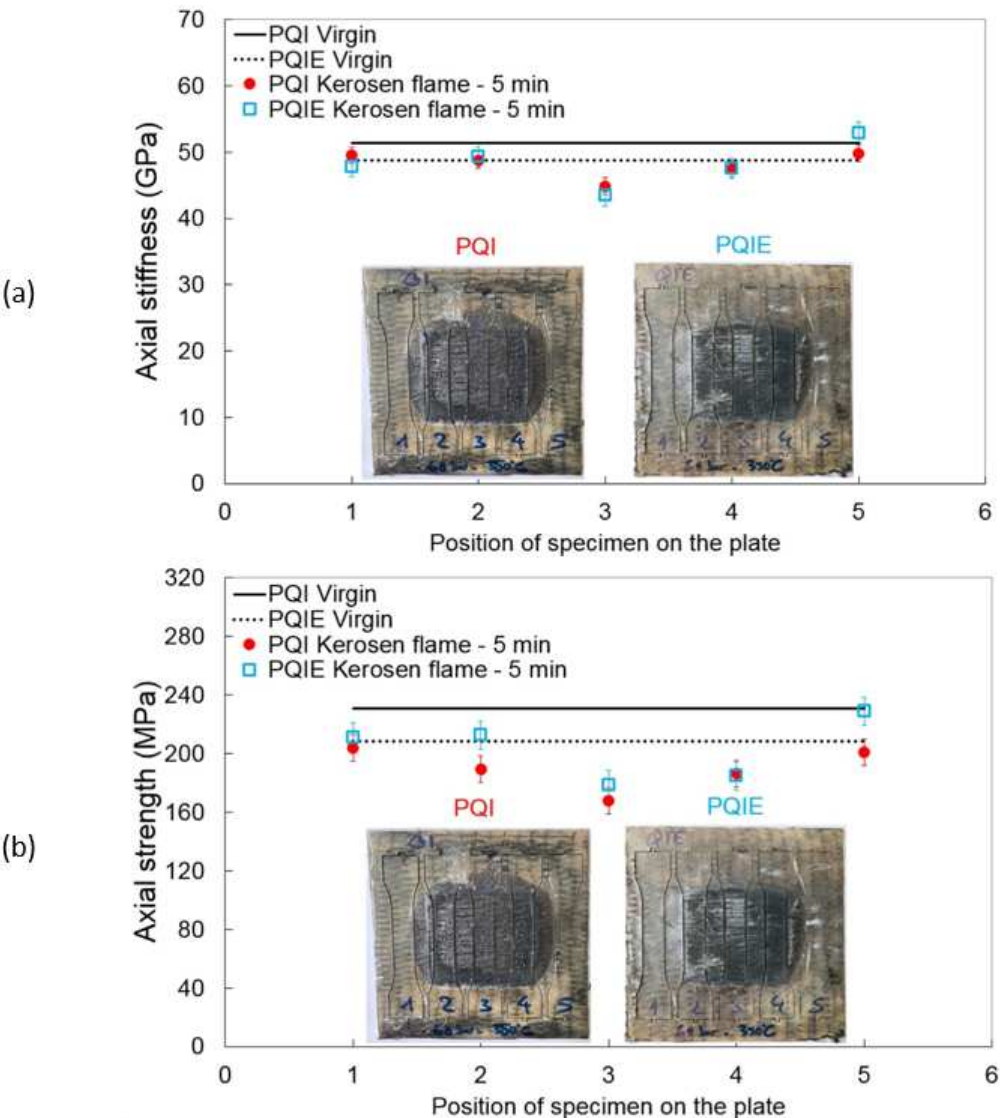 (a)
Axial stiffness (GPa)
70
60
50
40
30
20
10
0
PQI Virgin
PQIE Virgin
PQI Kerosen flame - 5 min
PQIE Kerosen flame - 5 min
PQI PQIE
1 2 3 4 5
1 2 3 4 5
0 1 2 3 4 5 6
Position of specimen on the plate
(b)
Axial strength (MPa)
320
280
240
200
160
120
80
40
0
PQI Virgin
PQIE Virgin
PQI Kerosen flame - 5 min
PQIE Kerosen flame - 5 min
PQI PQIE
1 2 3 4 5
1 2 3 4 5
0 1 2 3 4 5 6
Position of specimen on the plate